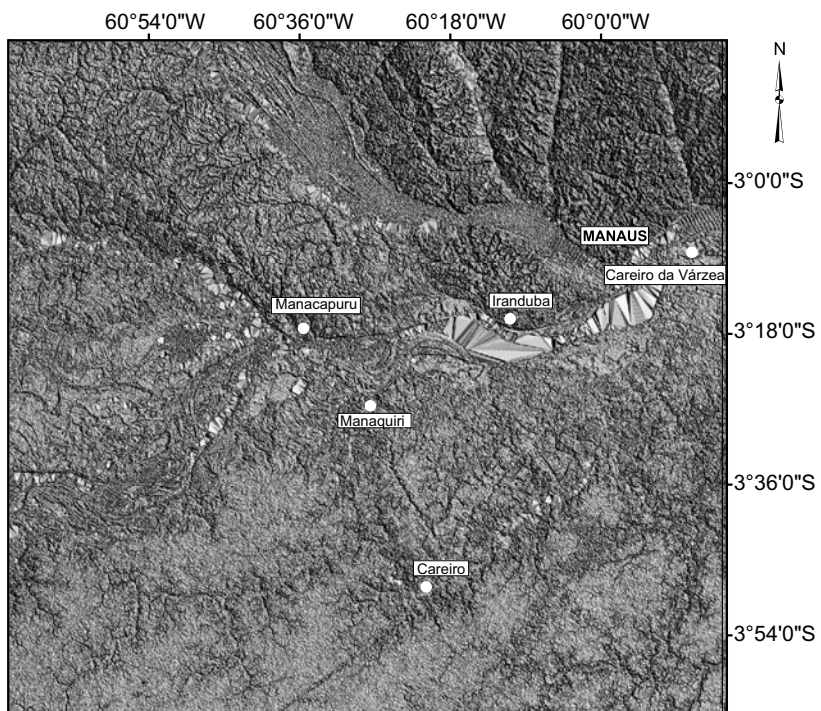 60°54'0"W
60°36'0"W
60°18'0"W
60°0'0"W
N
3°0'0"S
MANAUS
Careiro da Várzea
Manacapuru
Iranduba
3°18'0"S
Manaquiri
3°36'0"S
Careiro
3°54'0"S